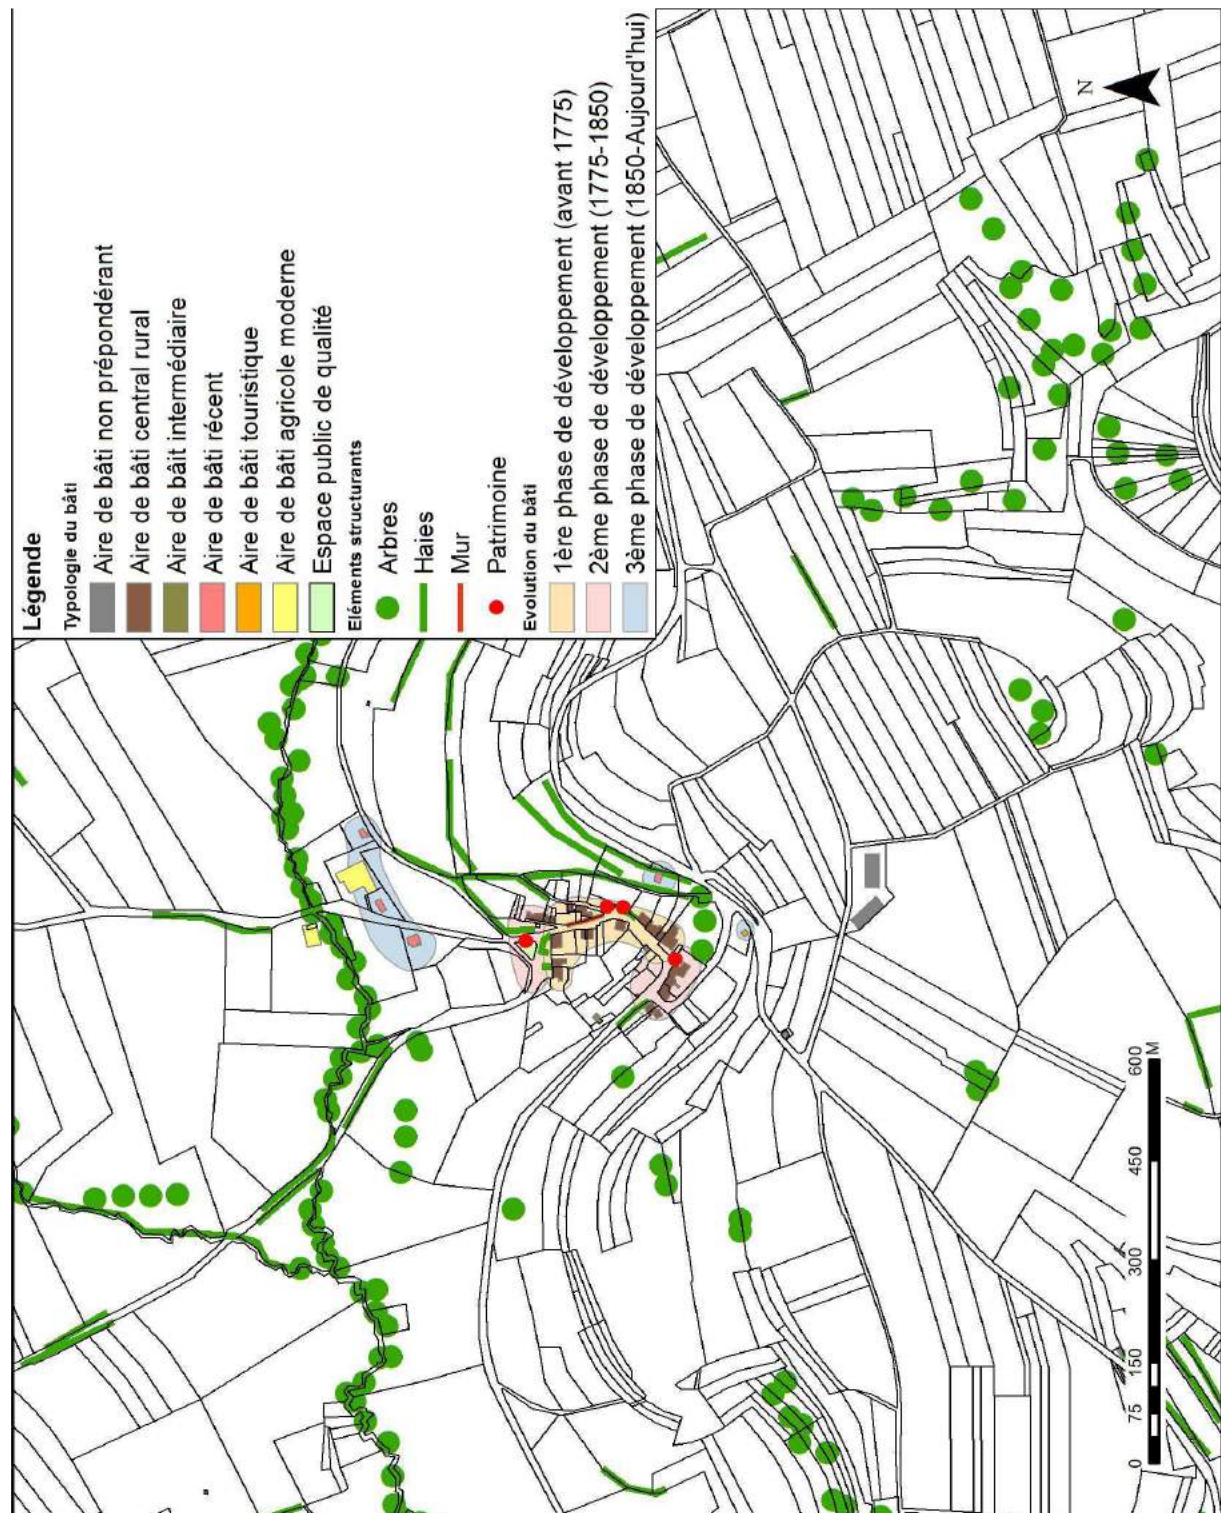 Légende
Typologie du bâti
Aire de bâti non prépondérant
Aire de bâti central rural
Aire de bâit intermédiaire
Aire de bâti récent
Aire de bâti touristique
Aire de bâti agricole moderne
Espace public de qualité
Eléments structurants
Arbres
Haies
Mur
Patrimoine
Evolution du bâti
1ère phase de développement (avant 1775)
2ème phase de développement (1775-1850)
3ème phase de développement (1850-Aujourd'hui)
N
0 75 150 300 450 600
M